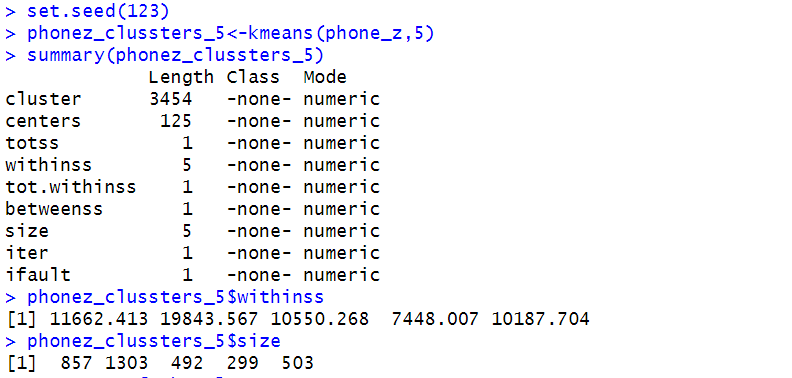 > set.seed(123)
> phonez_clussters_5<-kmeans(phone_z,5)
> summary(phonez_clussters_5)
             Length Class  Mode
cluster      3454   -none- numeric
centers       125   -none- numeric
totss           1   -none- numeric
withinss        5   -none- numeric
tot.withinss    1   -none- numeric
betweenss       1   -none- numeric
size            5   -none- numeric
iter            1   -none- numeric
ifault          1   -none- numeric
> phonez_clussters_5$withinss
[1] 11662.413 19843.567 10550.268  7448.007 10187.704
> phonez_clussters_5$size
[1]  857 1303  492  299  503